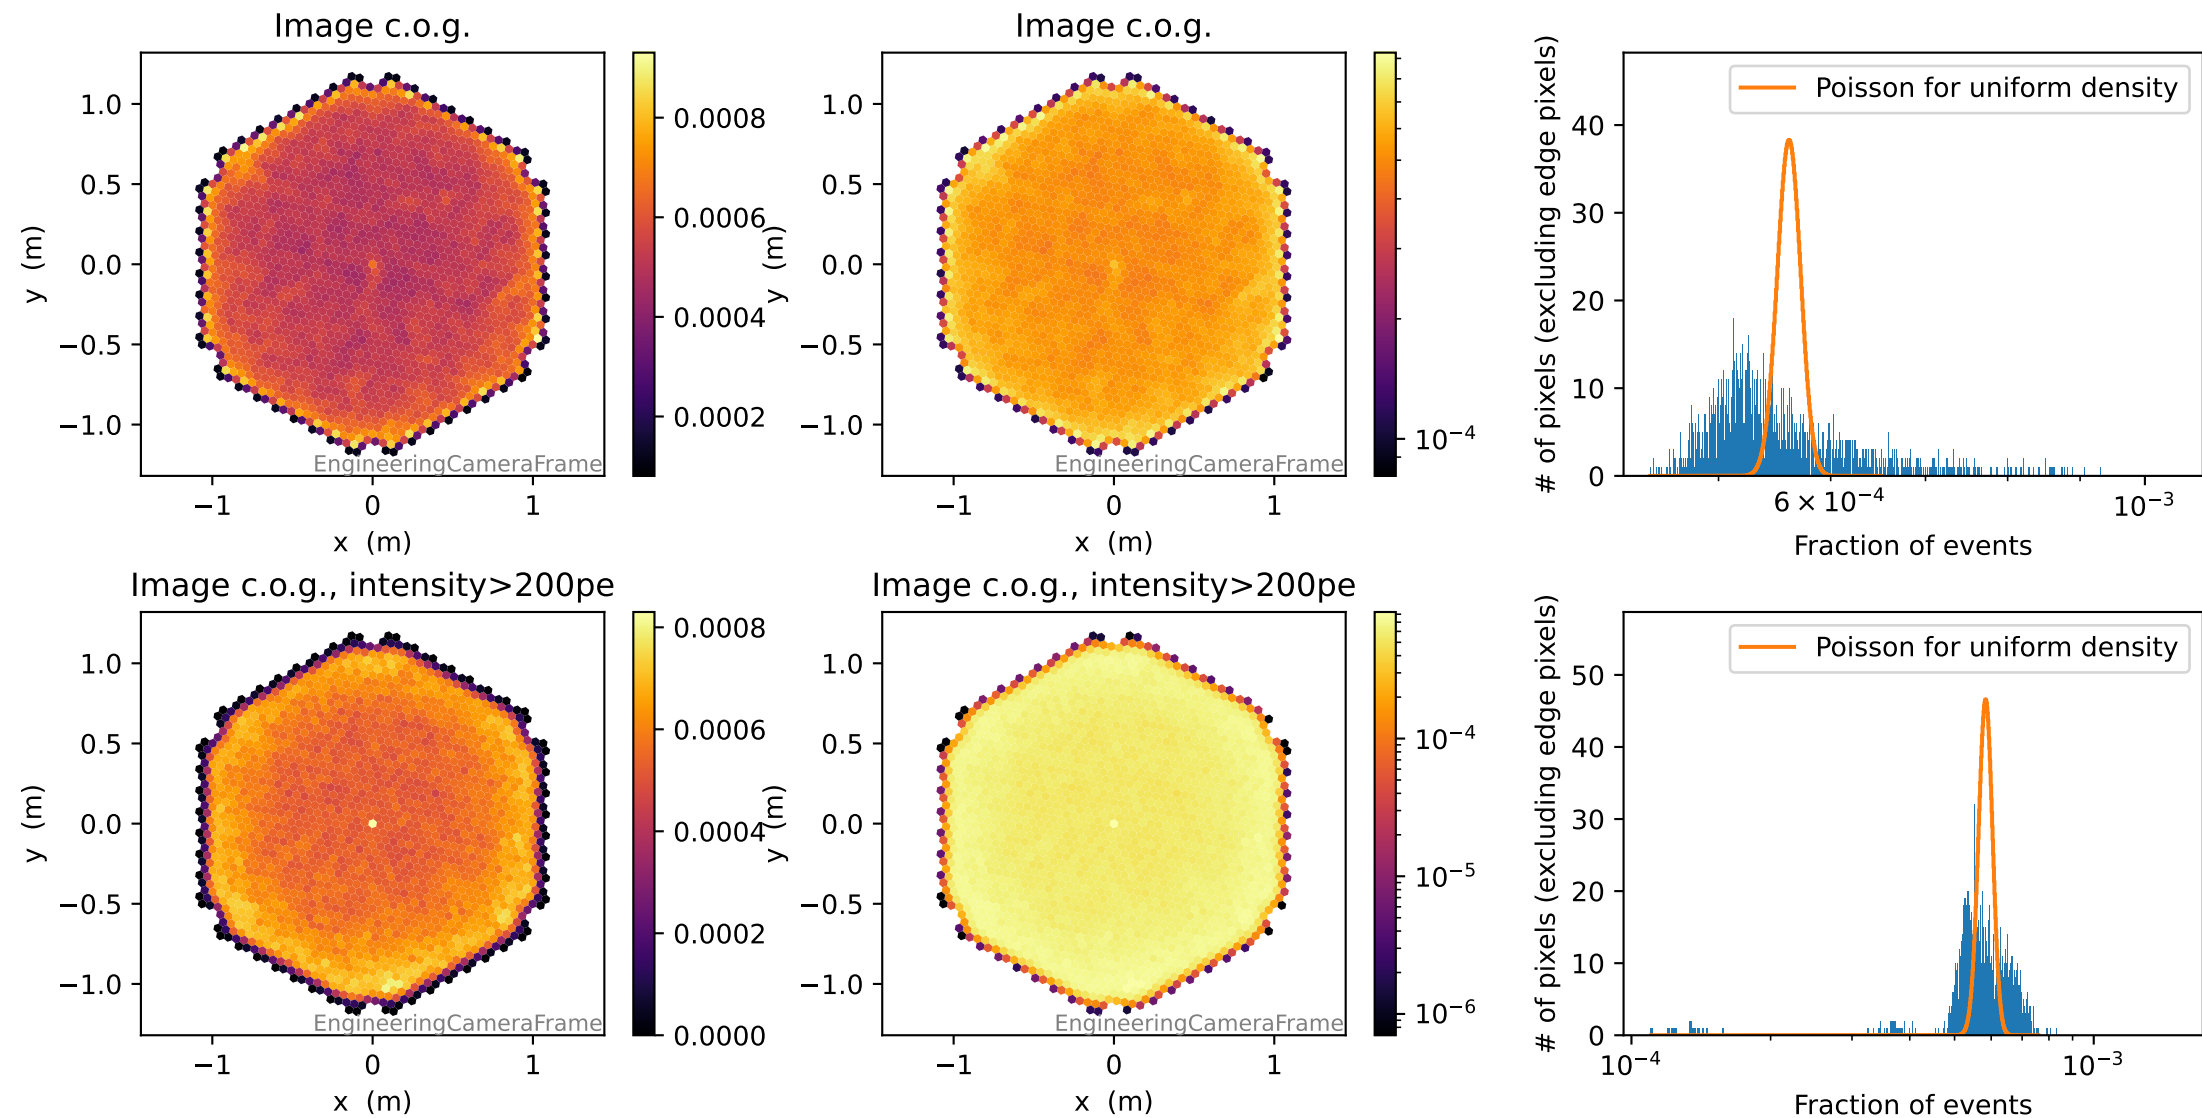 Image c.o.g.
1.0
0.5
0.0
−0.5
−1.0
y (m)
−1
0
1
x (m)
EngineeringCameraFrame
0.0008
0.0006
0.0004
0.0002
Image c.o.g.
1.0
0.5
0.0
−0.5
−1.0
y (m)
−1
0
1
x (m)
EngineeringCameraFrame
10⁻⁴
# of pixels (excluding edge pixels)
40
30
20
10
0
Poisson for uniform density
6 × 10⁻⁴
10⁻³
Fraction of events
Image c.o.g., intensity>200pe
1.0
0.5
0.0
−0.5
−1.0
y (m)
−1
0
1
x (m)
EngineeringCameraFrame
0.0008
0.0006
0.0004
0.0002
0.0000
Image c.o.g., intensity>200pe
1.0
0.5
0.0
−0.5
−1.0
y (m)
−1
0
1
x (m)
EngineeringCameraFrame
10⁻⁴
10⁻⁵
10⁻⁶
# of pixels (excluding edge pixels)
50
40
30
20
10
0
Poisson for uniform density
10⁻⁴
10⁻³
Fraction of events